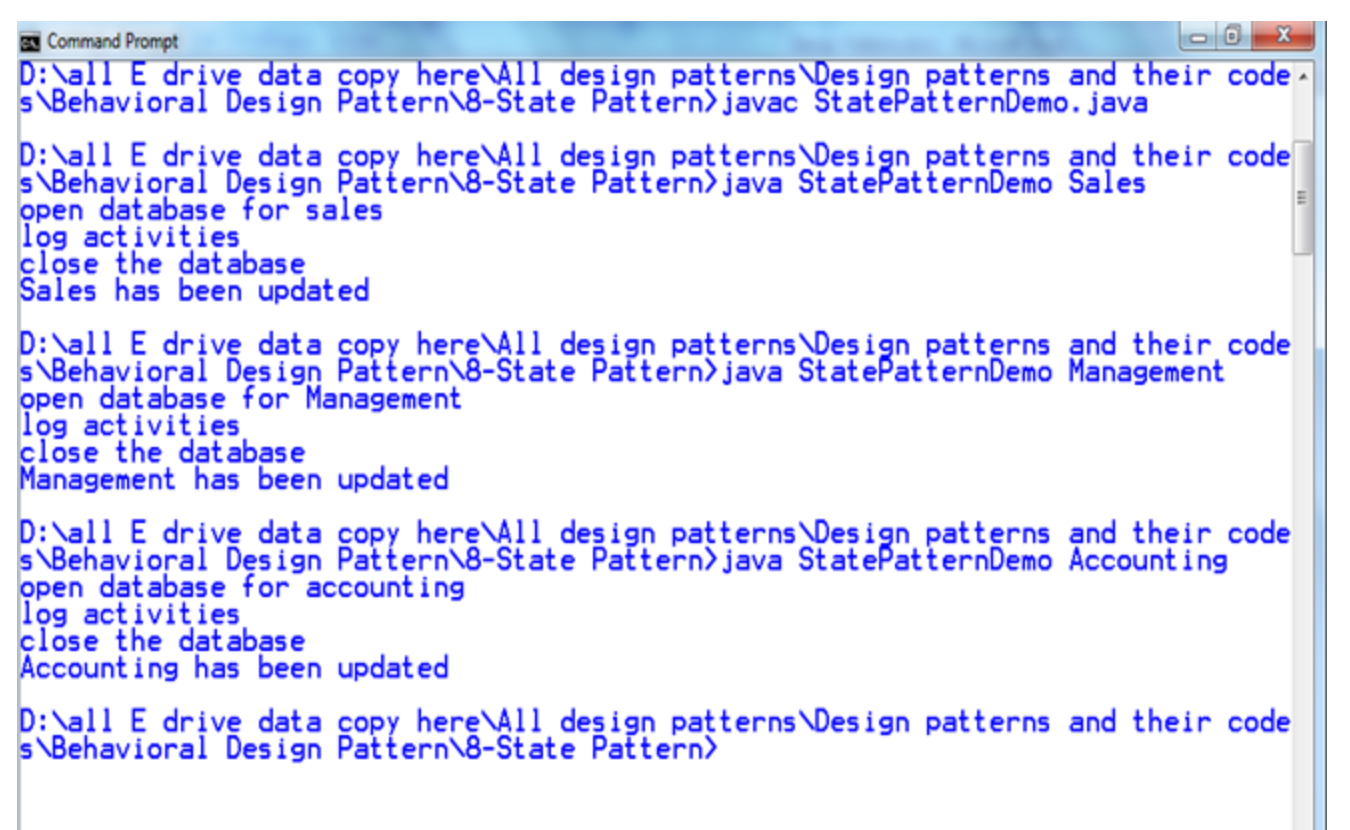 Command Prompt
D:\all E drive data copy here\All design patterns\Design patterns and their code
s\Behavioral Design Pattern\8-State Pattern>javac StatePatternDemo.java
D:\all E drive data copy here\All design patterns\Design patterns and their code
s\Behavioral Design Pattern\8-State Pattern>java StatePatternDemo Sales
open database for sales
log activities
close the database
Sales has been updated
D:\all E drive data copy here\All design patterns\Design patterns and their code
s\Behavioral Design Pattern\8-State Pattern>java StatePatternDemo Management
open database for Management
log activities
close the database
Management has been updated
D:\all E drive data copy here\All design patterns\Design patterns and their code
s\Behavioral Design Pattern\8-State Pattern>java StatePatternDemo Accounting
open database for accounting
log activities
close the database
Accounting has been updated
D:\all E drive data copy here\All design patterns\Design patterns and their code
s\Behavioral Design Pattern\8-State Pattern>